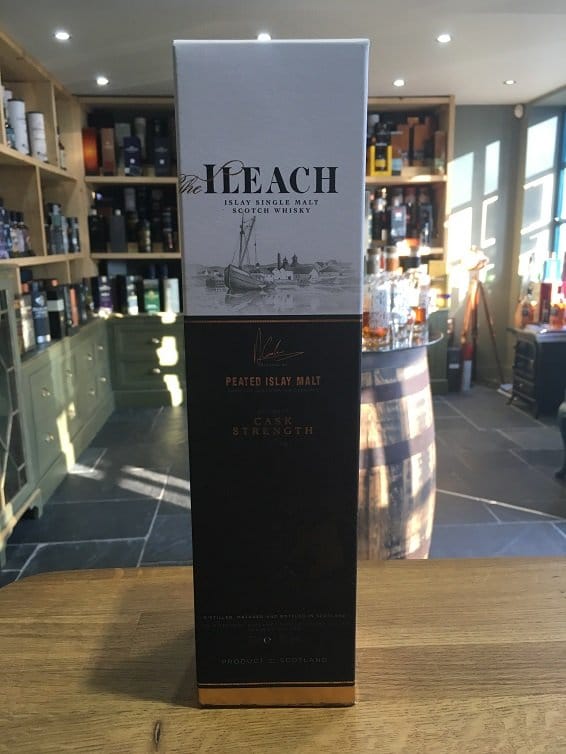 The ILEACH
ISLAY SINGLE MALT
SCOTCH WHISKY
PEATED ISLAY MALT
CASK
STRENGTH
DISTILLED, MATURED AND BOTTLED IN SCOTLAND
PRODUCT OF SCOTLAND